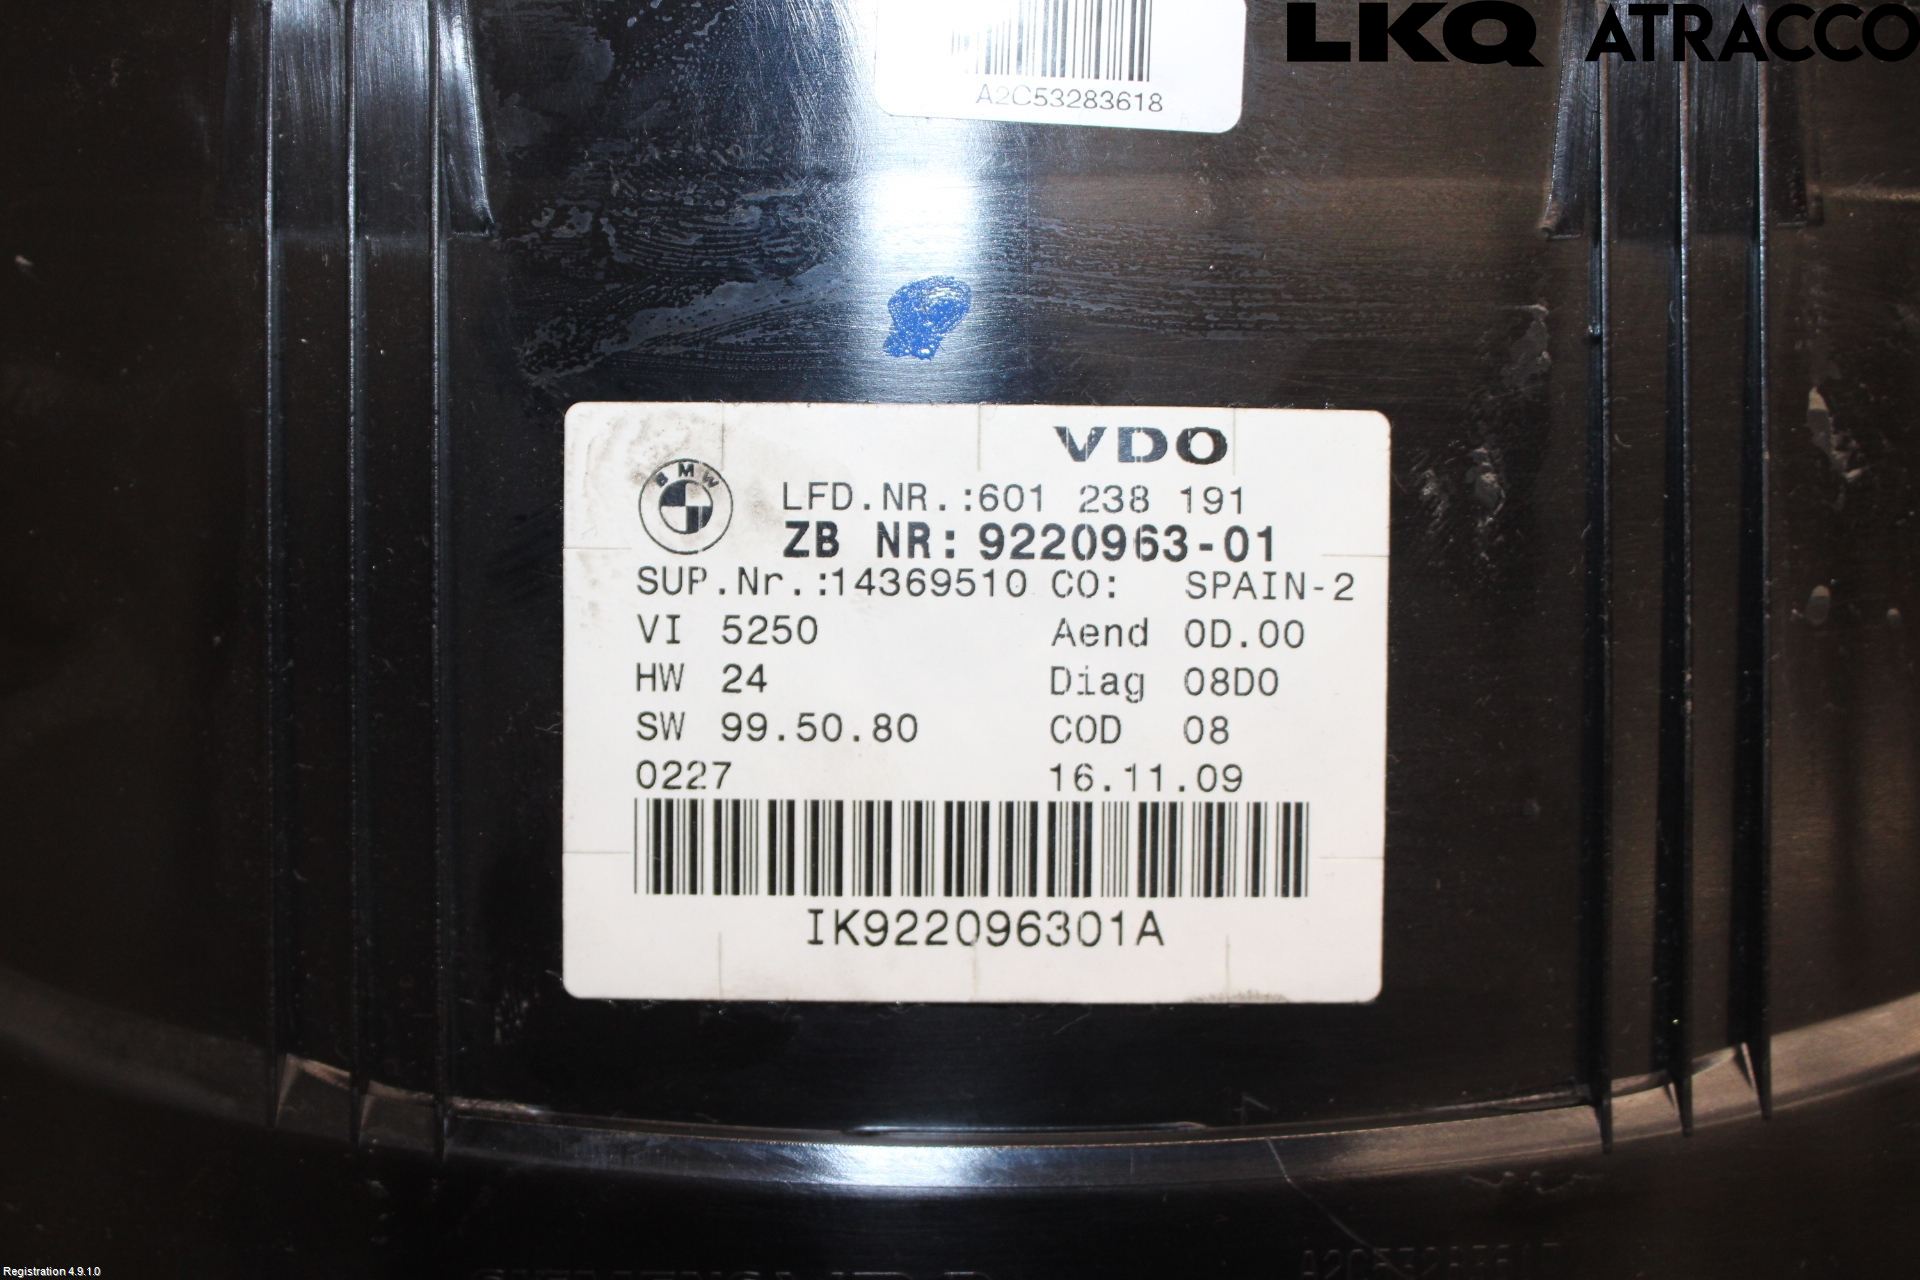 LKQ ATRACCO
A2C53283618
VDO
BMW
LFD.NR.:601 238 191
ZB NR:9220963-01
SUP.Nr.:14369510 CO: SPAIN-2
VI 5250 Aend 0D.00
HW 24 Diag 08D0
SW 99.50.80 COD 08
0227 16.11.09
IK922096301A
Registration 4.9.1.0